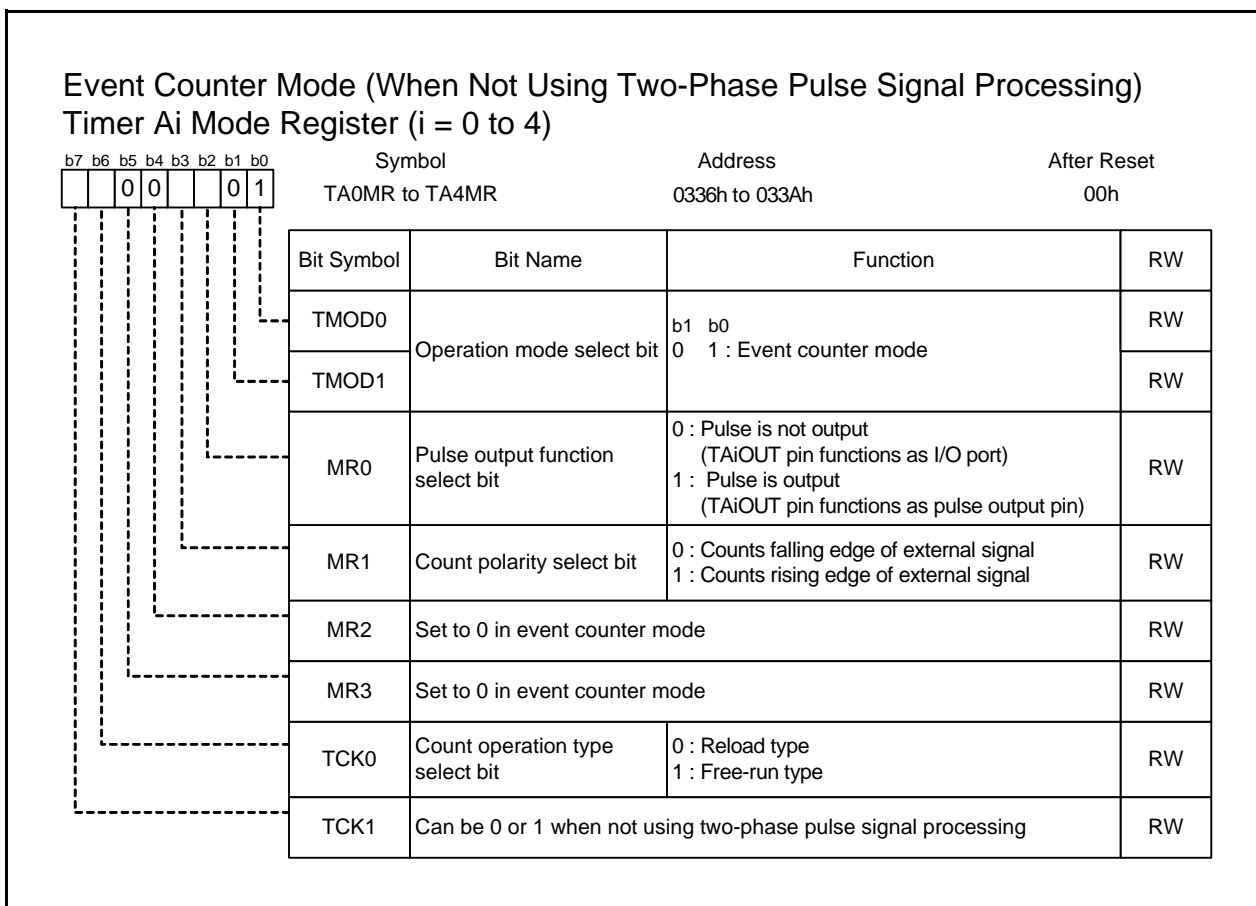 Event Counter Mode (When Not Using Two-Phase Pulse Signal Processing)
Timer Ai Mode Register (i = 0 to 4)
b7 b6 b5 b4 b3 b2 b1 b0
0 0 0 1
Symbol Address After Reset
TA0MR to TA4MR 0336h to 033Ah 00h
Bit Symbol Bit Name Function RW
TMOD0 RW
Operation mode select bit
b1 b0
0 1 : Event counter mode
TMOD1 RW
MR0
Pulse output function
select bit
0 : Pulse is not output
(TAiOUT pin functions as I/O port)
1 : Pulse is output
(TAiOUT pin functions as pulse output pin)
RW
MR1
Count polarity select bit
0 : Counts falling edge of external signal
1 : Counts rising edge of external signal
RW
MR2 Set to 0 in event counter mode RW
MR3 Set to 0 in event counter mode RW
TCK0
Count operation type
select bit
0 : Reload type
1 : Free-run type
RW
TCK1 Can be 0 or 1 when not using two-phase pulse signal processing RW